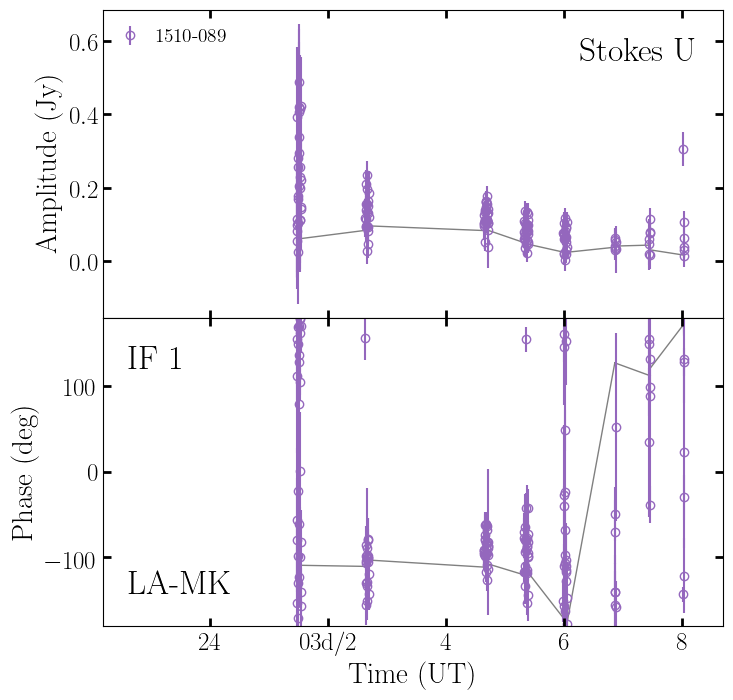 1510-089
Stokes U
0.6
0.4
0.2
0.0
Amplitude (Jy)
IF 1
100
0
−100
Phase (deg)
LA-MK
24
03d/2
4
6
8
Time (UT)